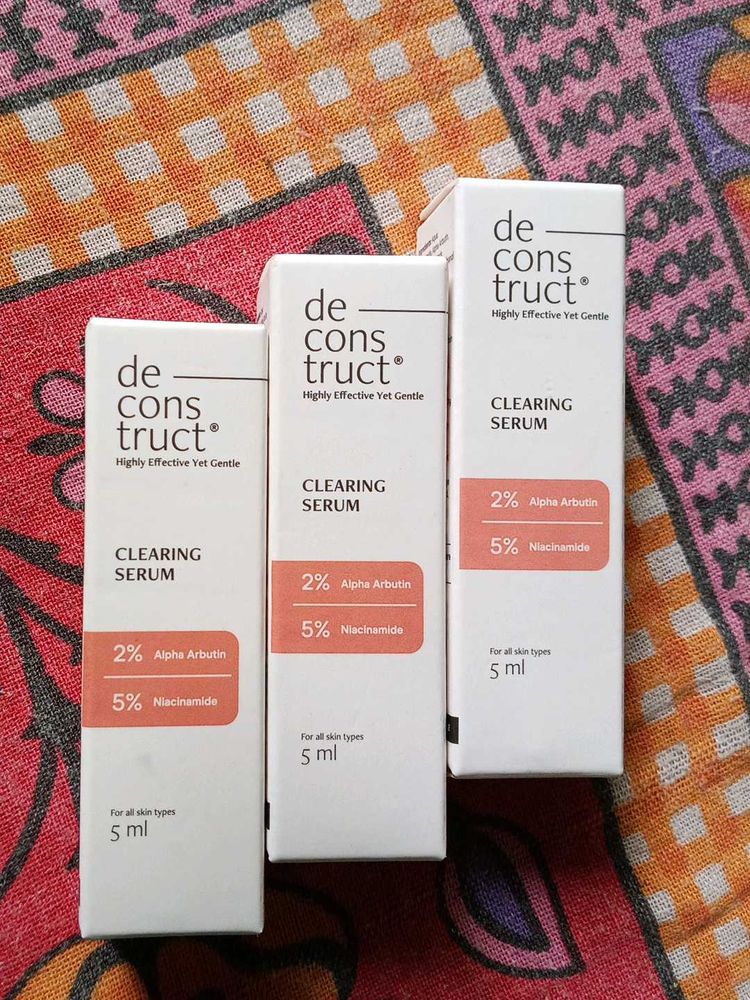 de
cons
truct®
Highly Effective Yet Gentle
CLEARING
SERUM
2% Alpha Arbutin
5% Niacinamide
For all skin types
5 ml
de
cons
truct®
Highly Effective Yet Gentle
CLEARING
SERUM
2% Alpha Arbutin
5% Niacinamide
For all skin types
5 ml
de
cons
truct®
Highly Effective Yet Gentle
CLEARING
SERUM
2% Alpha Arbutin
5% Niacinamide
For all skin types
5 ml